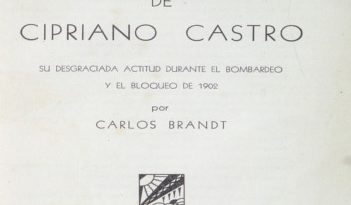 DE
CIPRIANO CASTRO
SU DESGRACIADA ACTITUD DURANTE EL BOMBARDEO
Y EL BLOQUEO DE 1902
por
CARLOS BRANDT